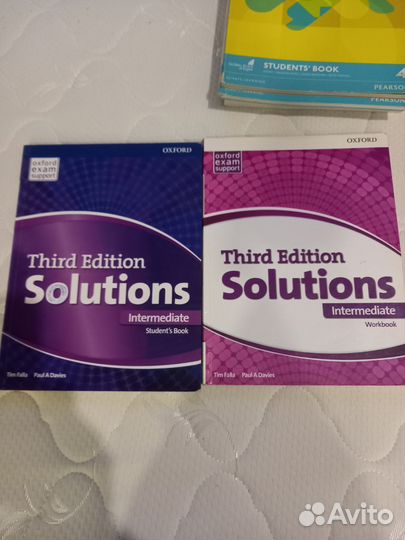 STUDENTS' BOOK
PEARSON
PEARSON
OXFORD
oxford
exam
support
Third Edition
Solutions
Intermediate
Student's Book
Tim Falla Paul A Davies
OXFORD
oxford
exam
support
Third Edition
Solutions
Intermediate
Workbook
Tim Falla Paul A Davies
Avito